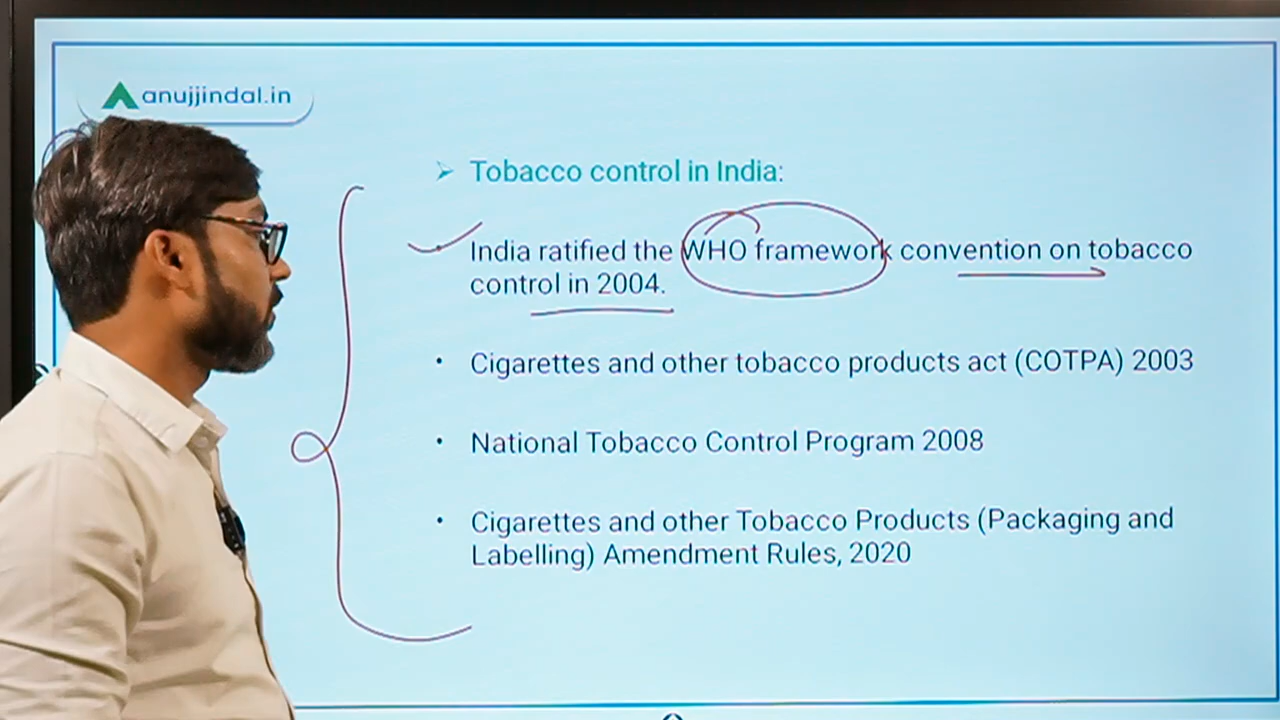 anujjindal.in
➢ Tobacco control in India:
India ratified the WHO framework convention on tobacco
control in 2004.
• Cigarettes and other tobacco products act (COTPA) 2003
• National Tobacco Control Program 2008
• Cigarettes and other Tobacco Products (Packaging and
Labelling) Amendment Rules, 2020